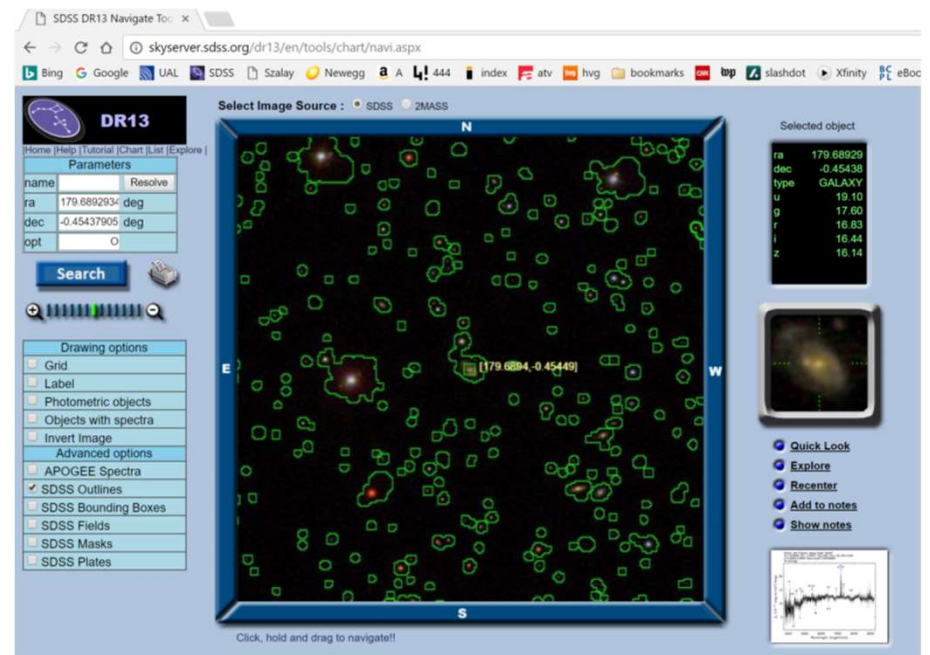 SDSS DR13 Navigate Too ×
skyserver.sdss.org/dr13/en/tools/chart/navi.aspx
Bing Google UAL SDSS Szalay Newegg A 444 index atv hvg bookmarks wp slashdot Xfinity eBoo
DR13
|Home |Help |Tutorial |Chart |List |Explore |
Parameters
name Resolve
ra 179.6892934 deg
dec -0.45437905 deg
opt O
Search
Drawing options
Grid
Label
Photometric objects
Objects with spectra
Invert Image
Advanced options
APOGEE Spectra
SDSS Outlines
SDSS Bounding Boxes
SDSS Fields
SDSS Masks
SDSS Plates
Select Image Source : SDSS 2MASS
N
E
[179.6894,-0.45449]
W
S
Click, hold and drag to navigate!!
Selected object
ra 179.68929
dec -0.45438
type GALAXY
u 19.10
g 17.60
r 16.83
i 16.44
z 16.14
Quick Look
Explore
Recenter
Add to notes
Show notes